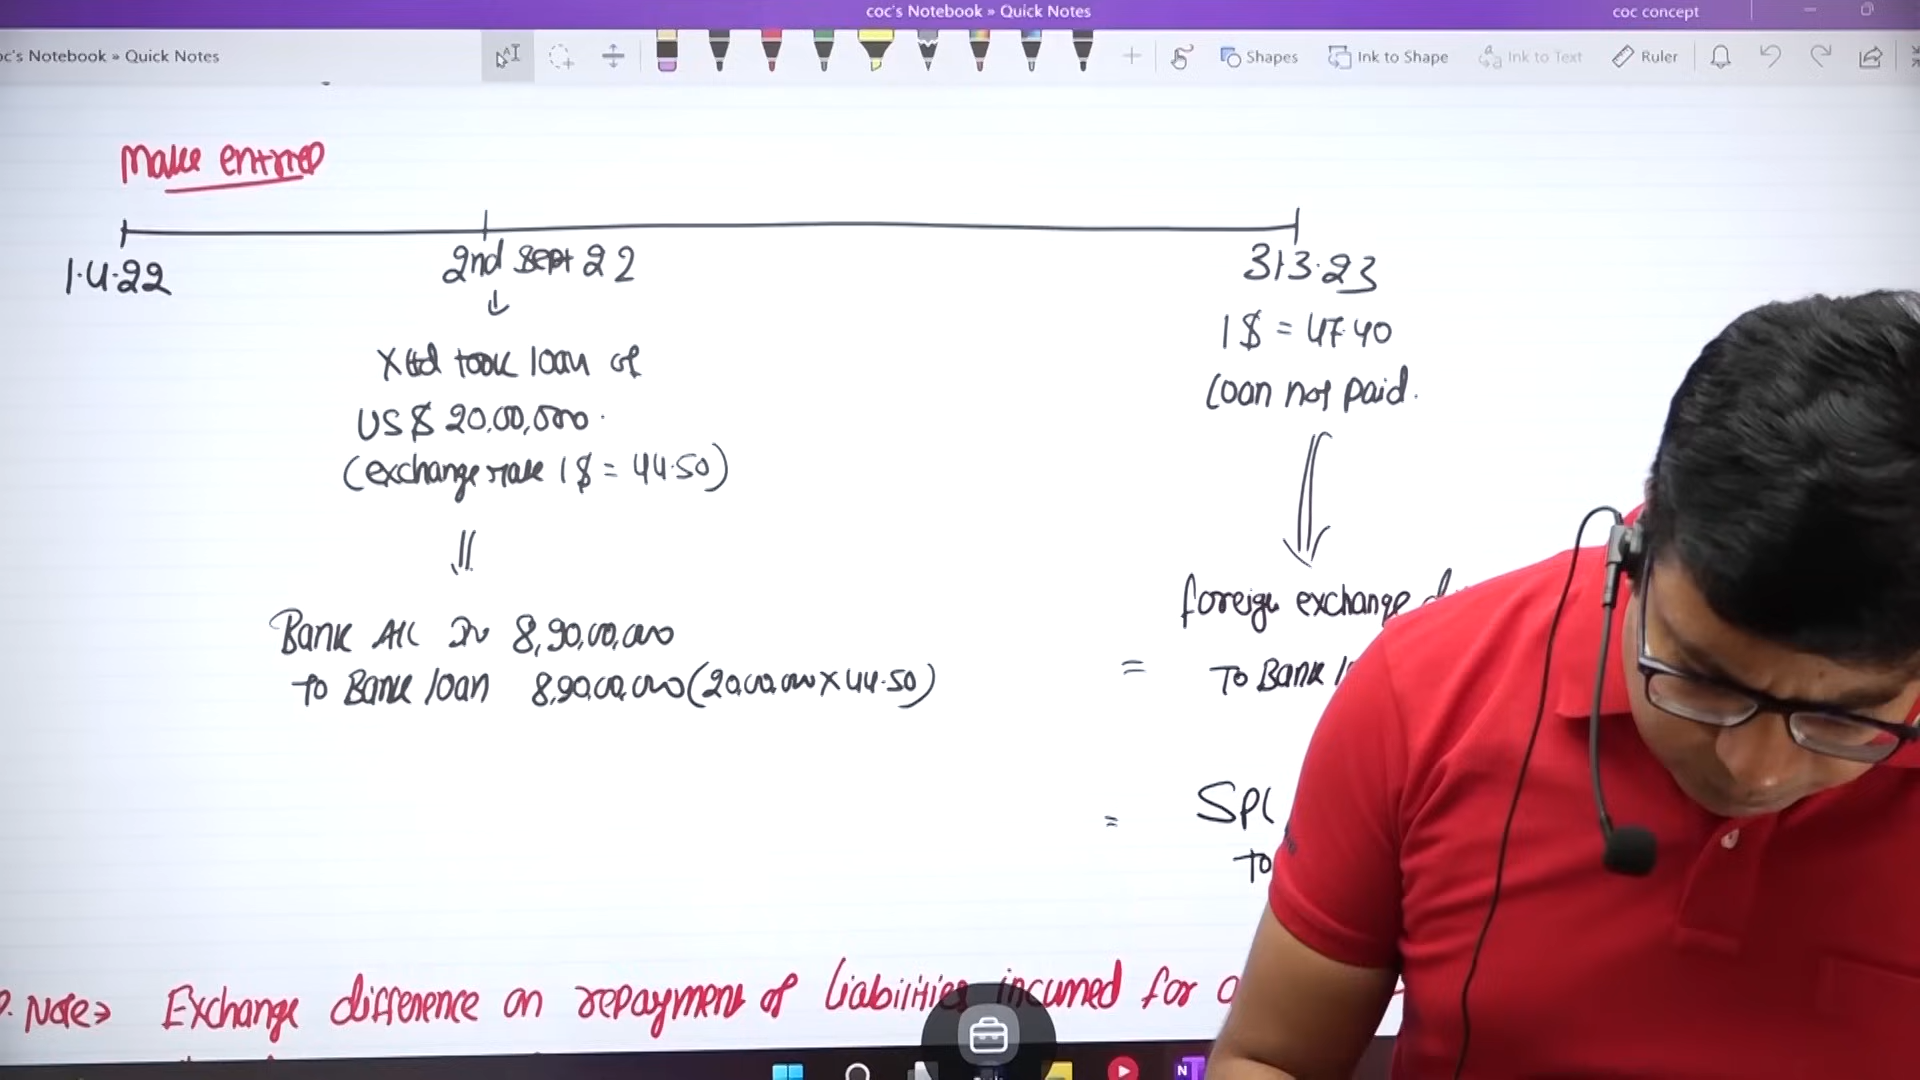 coc's Notebook » Quick Notes
coc concept
oc's Notebook » Quick Notes
Shapes
Ink to Shape
Ink to Text
Ruler
Make entries
1.4.22
2nd Sept 22
31.3.23
X Ltd took loan of
US $ 20,00,000.
(exchange rate 1 $ = 44.50)
1 $ = 47.40
Loan not paid.
Bank A/c Dr 8,90,00,000
To Bank loan 8,90,00,000 (20,00,000 x 44.50)
foreign exchange
= To Bank
= SPL
To
Note > Exchange difference on repayment of liabilities incurred for